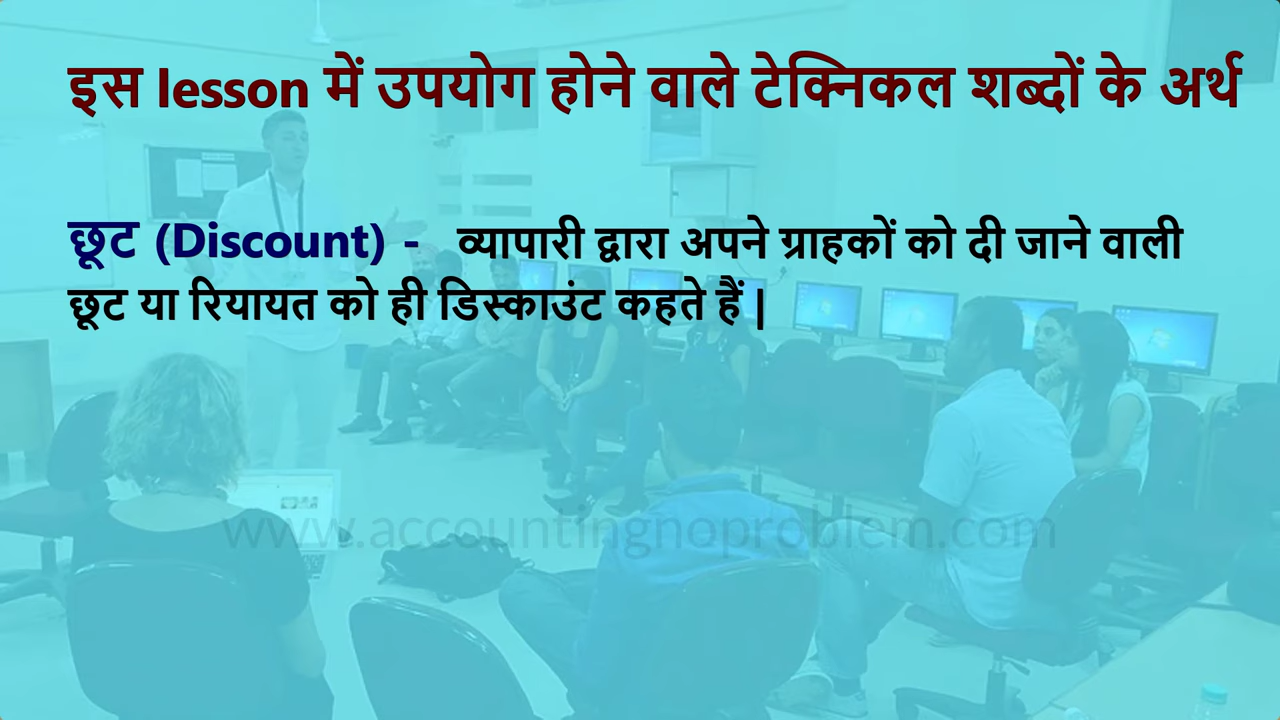 इस lesson में उपयोग होने वाले टेक्निकल शब्दों के अर्थ
छूट (Discount) - व्यापारी द्वारा अपने ग्राहकों को दी जाने वाली
छूट या रियायत को ही डिस्काउंट कहते हैं |
www.accountingnoproblem.com